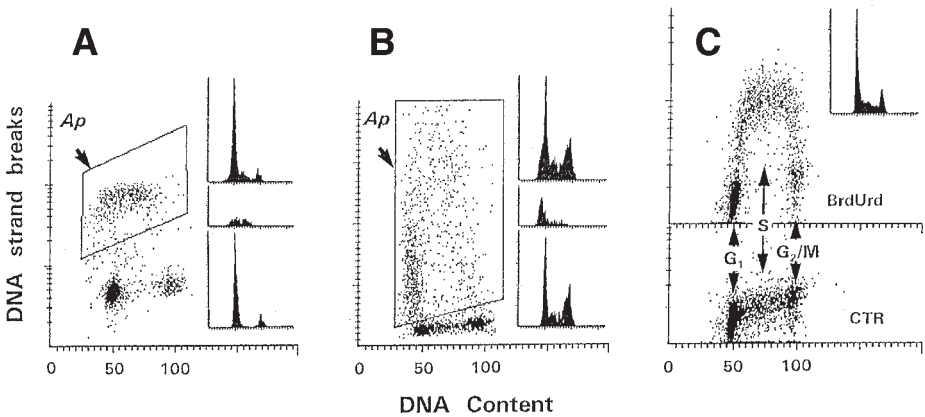 A
B
C
DNA strand breaks
Ap
Ap
BrdUrd
S
G1
G2/M
CTR
0 50 100
0 50 100
0 50 100
DNA Content